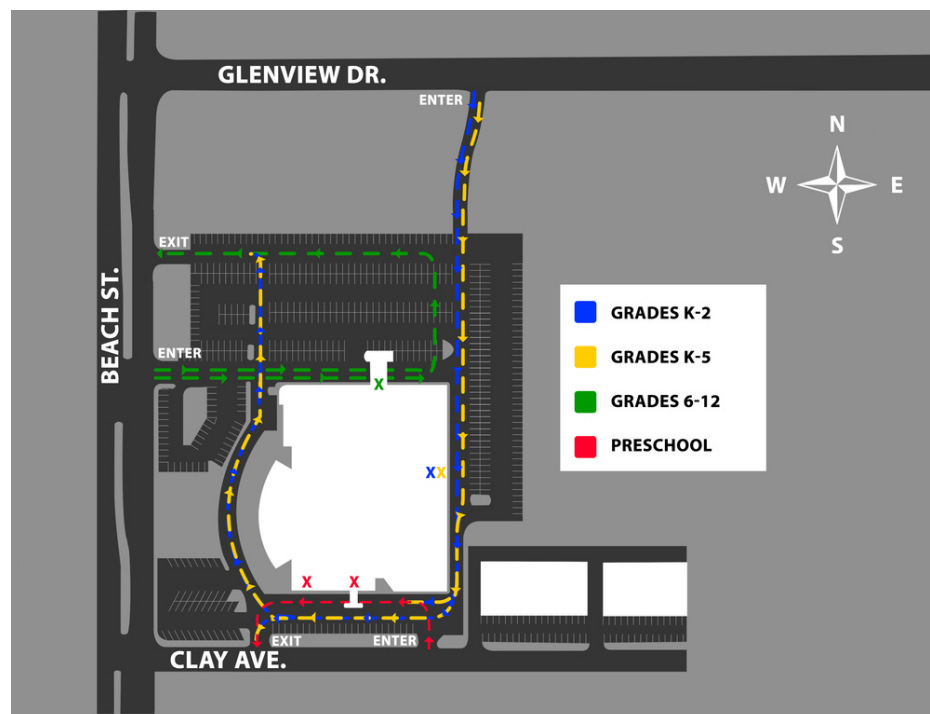 GLENVIEW DR.
ENTER
N
W
E
S
EXIT
BEACH ST.
GRADES K-2
GRADES K-5
GRADES 6-12
PRESCHOOL
ENTER
X
XX
X
X
EXIT
ENTER
CLAY AVE.